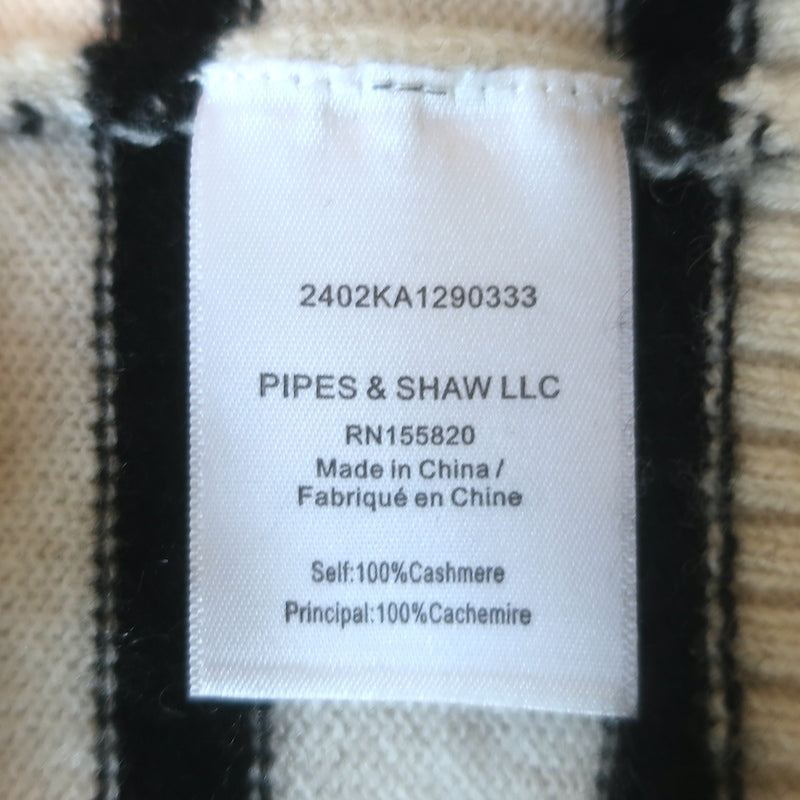 2402KA1290333
PIPES & SHAW LLC
RN155820
Made in China /
Fabriqué en Chine
Self:100%Cashmere
Principal:100%Cachemire